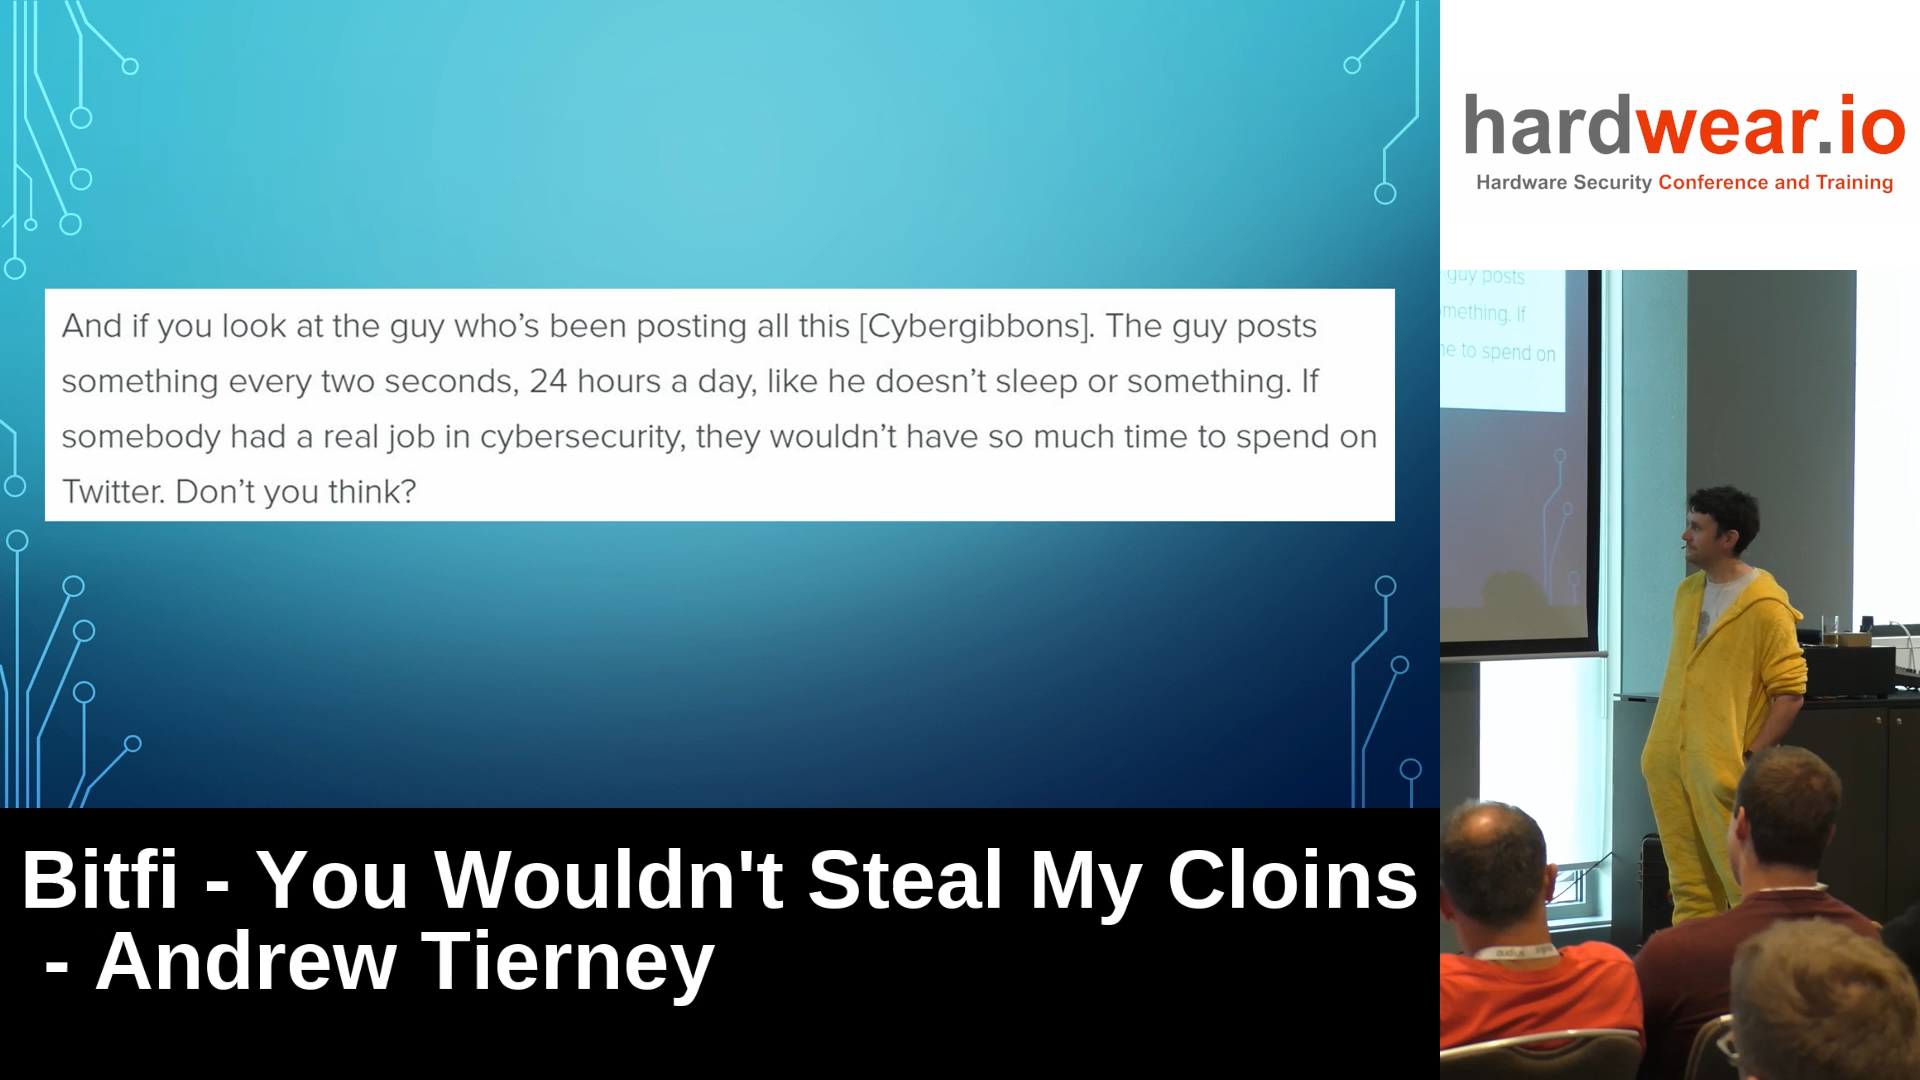 And if you look at the guy who's been posting all this [Cybergibbons]. The guy posts
something every two seconds, 24 hours a day, like he doesn't sleep or something. If
somebody had a real job in cybersecurity, they wouldn't have so much time to spend on
Twitter. Don't you think?
hardwear.io
Hardware Security Conference and Training
guy posts
mething. If
e to spend on
Bitfi - You Wouldn't Steal My Cloins
- Andrew Tierney